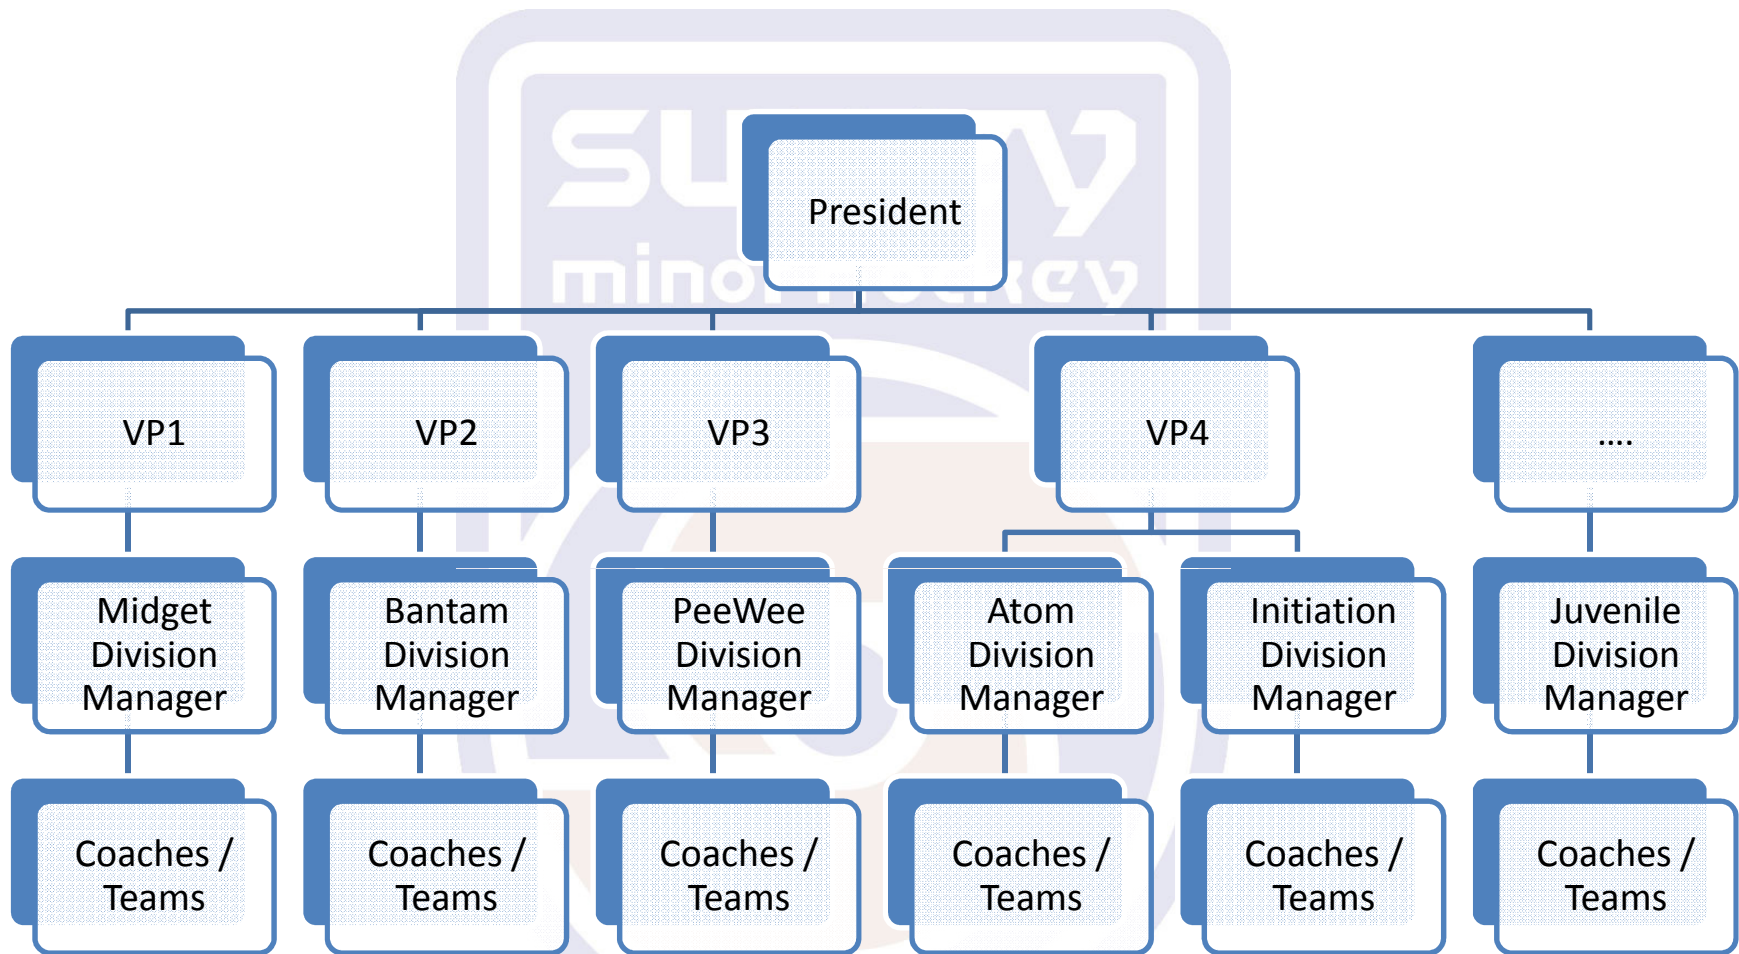 President
VP1
VP2
VP3
VP4
....
Midget
Division
Manager
Bantam
Division
Manager
PeeWee
Division
Manager
Atom
Division
Manager
Initiation
Division
Manager
Juvenile
Division
Manager
Coaches /
Teams
Coaches /
Teams
Coaches /
Teams
Coaches /
Teams
Coaches /
Teams
Coaches /
Teams